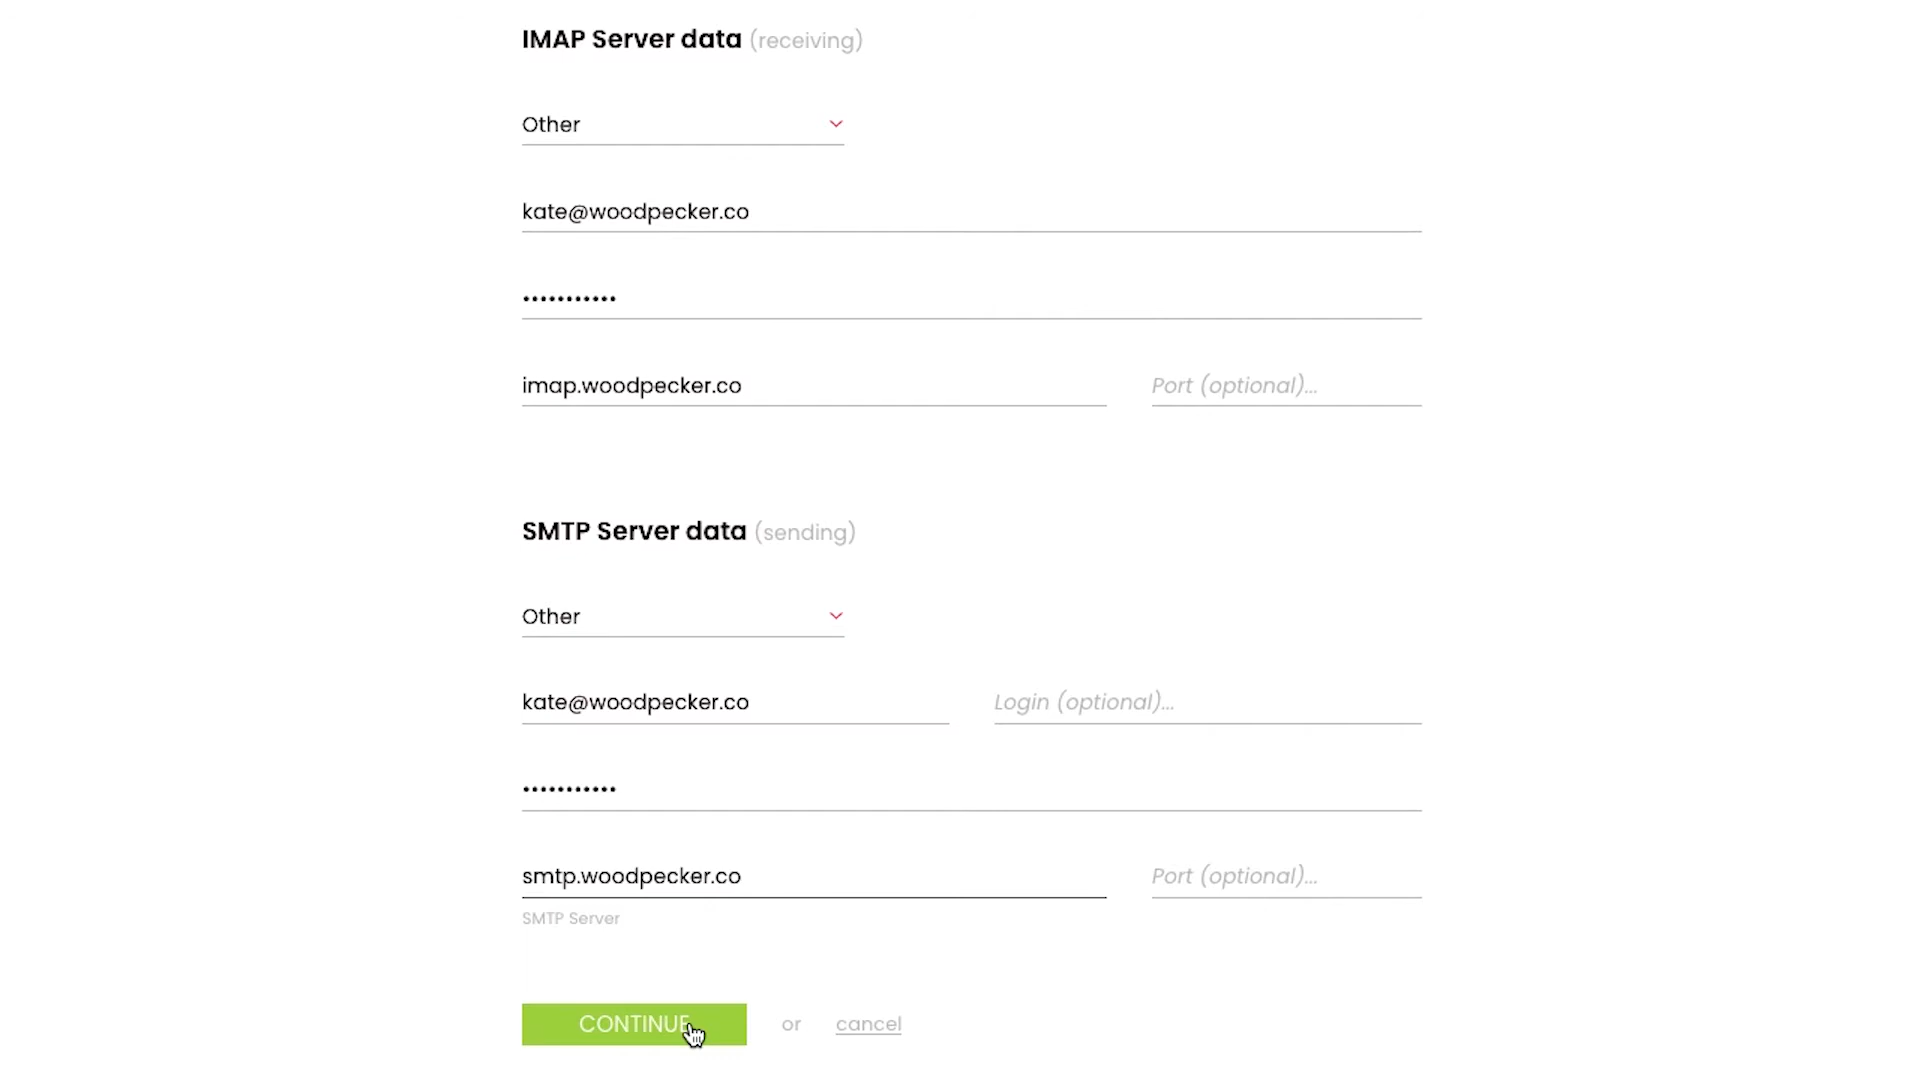 IMAP Server data (receiving)
Other
kate@woodpecker.co
•••••••••••
imap.woodpecker.co Port (optional)...
SMTP Server data (sending)
Other
kate@woodpecker.co Login (optional)...
•••••••••••
smtp.woodpecker.co Port (optional)...
SMTP Server
CONTINUE or cancel